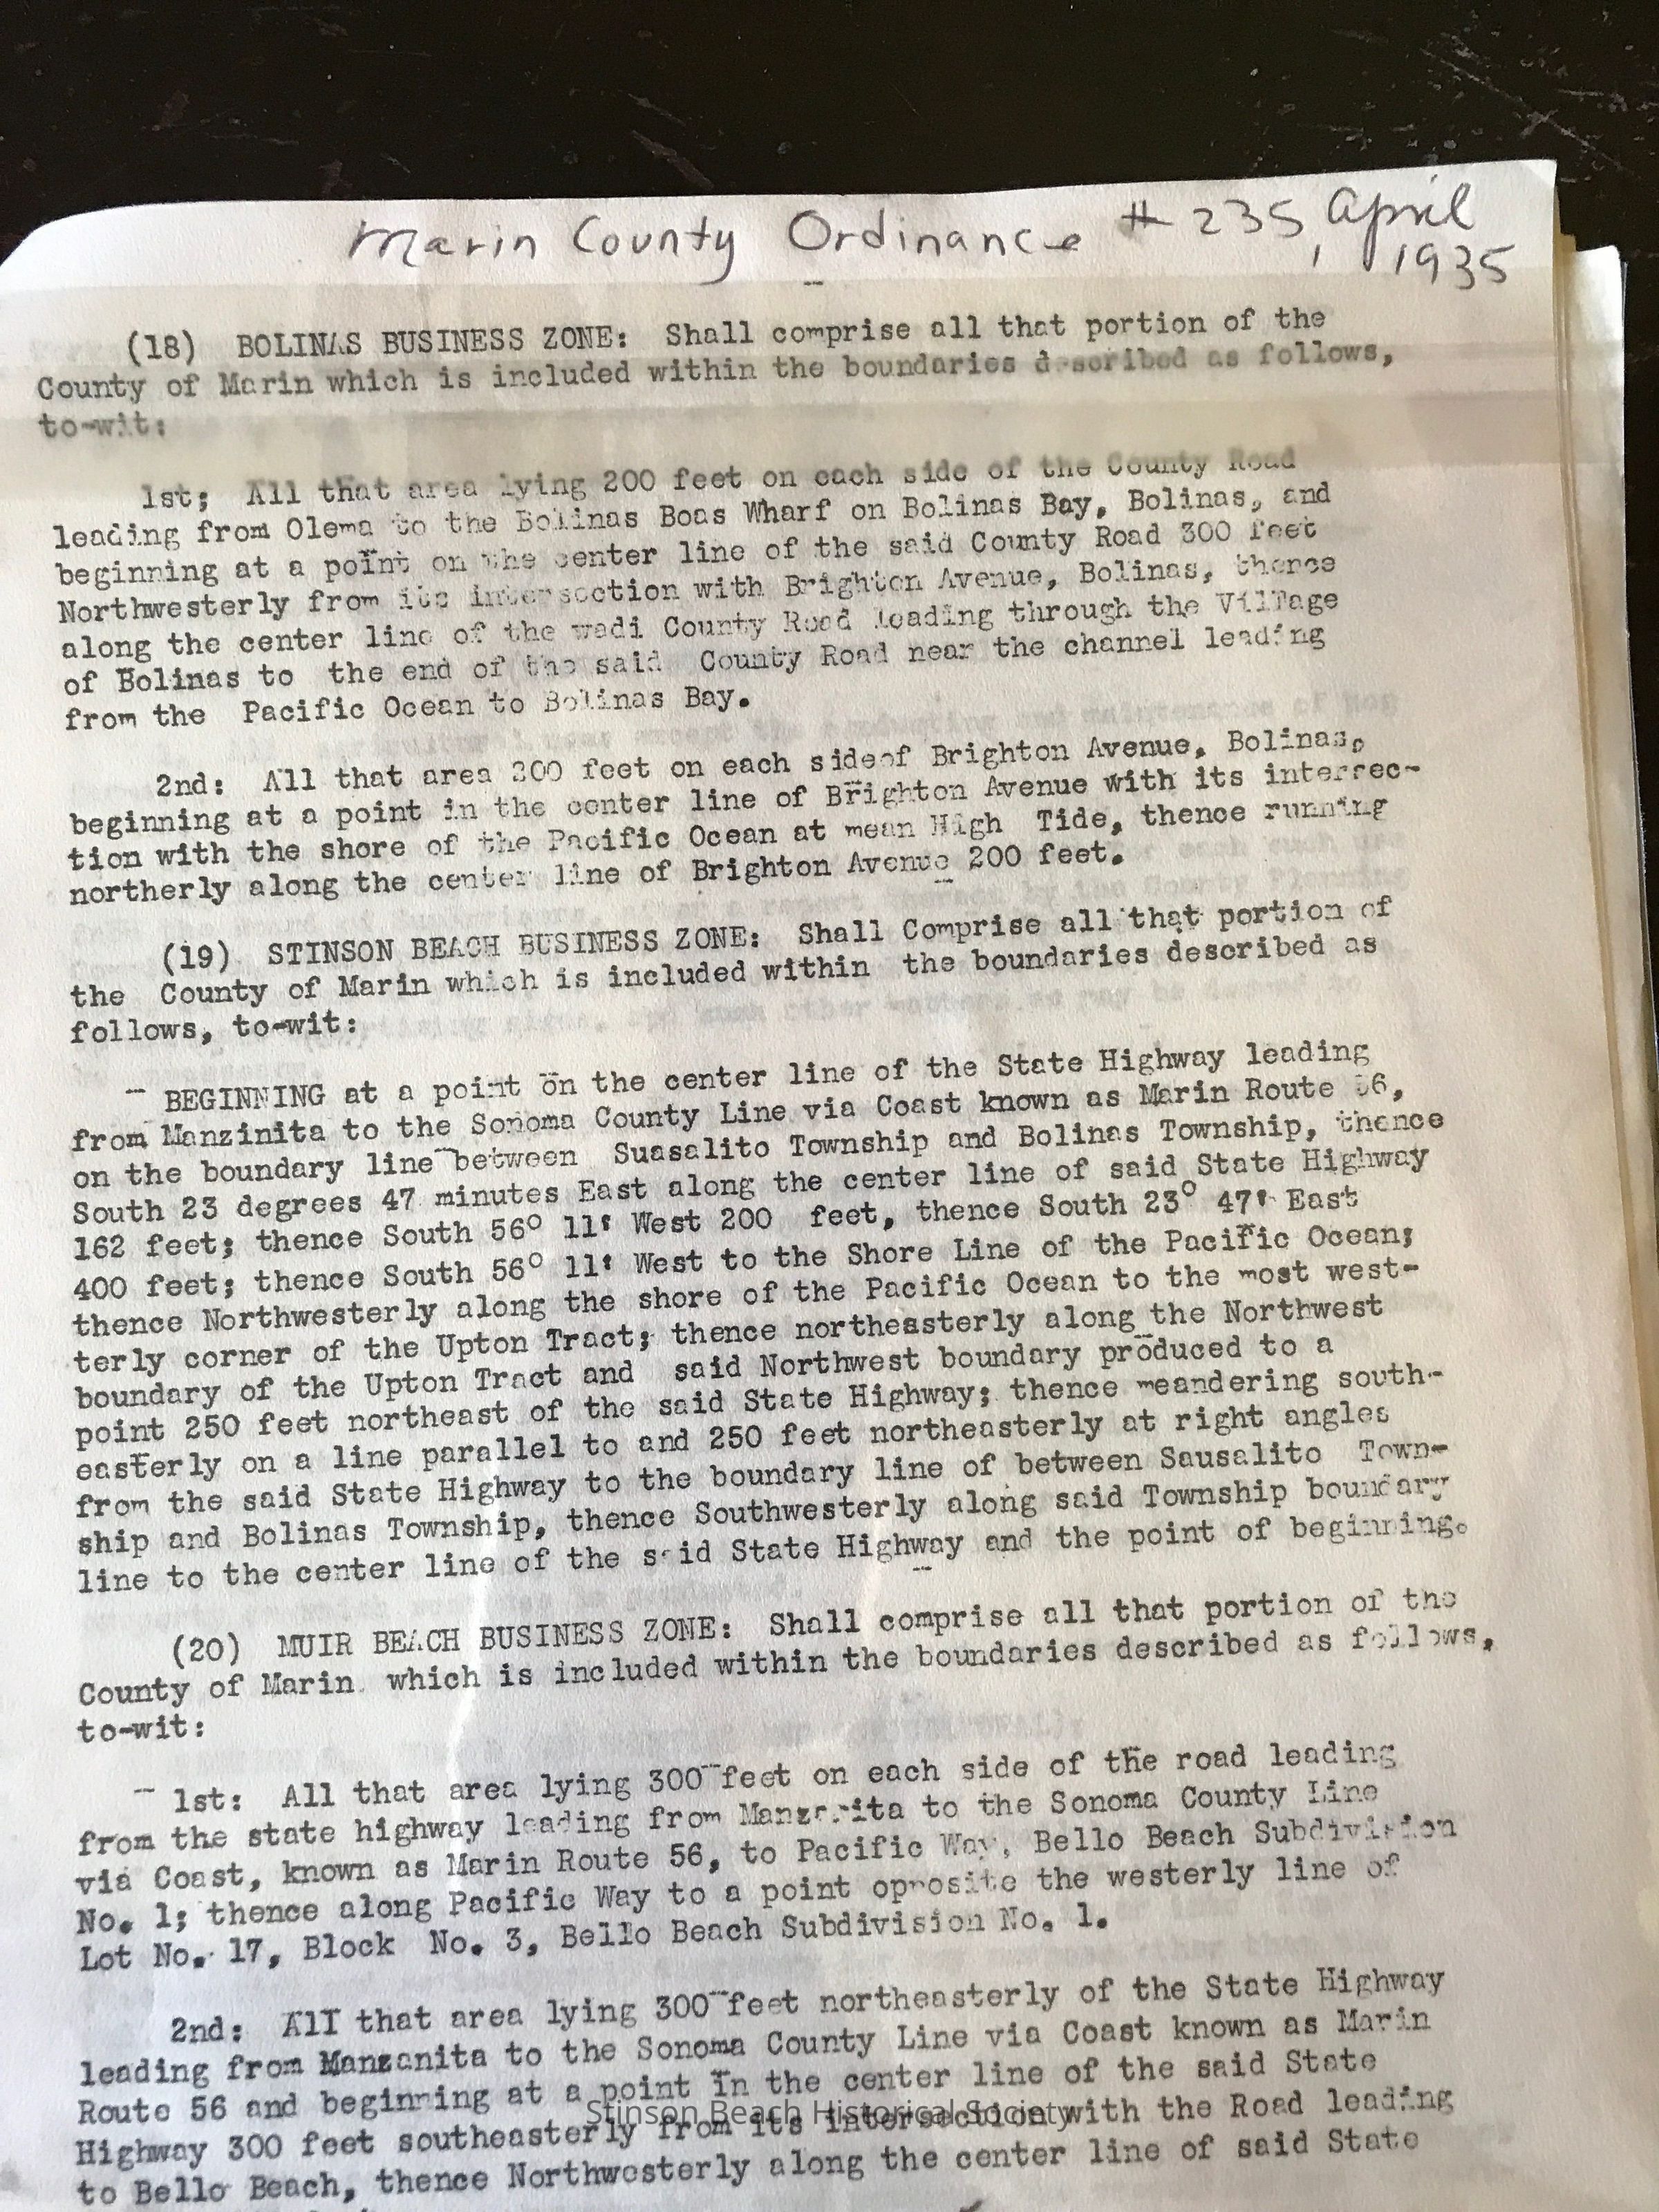 Marin County Ordinance # 235, April
1935
(18) BOLINAS BUSINESS ZONE: Shall comprise all that portion of the
County of Marin which is included within the boundaries described as follows,
to-wit:
1st; All that area lying 200 feet on each side of the County Road
leading from Olema to the Bolinas Boas Wharf on Bolinas Bay, Bolinas, and
beginning at a point on the center line of the said County Road 300 feet
Northwesterly from its intersection with Brighton Avenue, Bolinas, thence
along the center line of the wadi County Road leading through the Village
of Bolinas to the end of the said County Road near the channel leading
from the Pacific Ocean to Bolinas Bay.
2nd: All that area 200 feet on each sideof Brighton Avenue, Bolinas,
beginning at a point in the center line of Brighton Avenue with its intersec-
tion with the shore of the Pacific Ocean at mean High Tide, thence running
northerly along the center line of Brighton Avenue 200 feet.
(19) STINSON BEACH BUSINESS ZONE: Shall Comprise all that portion of
the County of Marin which is included within the boundaries described as
follows, to-wit:
BEGINNING at a point on the center line of the State Highway leading
from Manzinita to the Sonoma County Line via Coast known as Marin Route 56,
on the boundary line between Suasalito Township and Bolinas Township, thence
South 23 degrees 47 minutes East along the center line of said State Highway
162 feet; thence South 56° 11' West 200 feet, thence South 23° 47' East
400 feet; thence South 56° 11' West to the Shore Line of the Pacific Ocean;
thence Northwesterly along the shore of the Pacific Ocean to the most west-
terly corner of the Upton Tract; thence northeasterly along the Northwest
boundary of the Upton Tract and said Northwest boundary produced to a
point 250 feet northeast of the said State Highway; thence meandering south-
easterly on a line parallel to and 250 feet northeasterly at right angles
from the said State Highway to the boundary line of between Sausalito Town-
ship and Bolinas Township, thence Southwesterly along said Township boundary
line to the center line of the said State Highway and the point of beginning.
(20) MUIR BEACH BUSINESS ZONE: Shall comprise all that portion of the
County of Marin which is included within the boundaries described as follows,
to-wit:
1st: All that area lying 300 feet on each side of the road leading
from the state highway leading from Manzanita to the Sonoma County Line
via Coast, known as Marin Route 56, to Pacific Way, Bello Beach Subdivision
No. 1; thence along Pacific Way to a point opposite the westerly line of
Lot No. 17, Block No. 3, Bello Beach Subdivision No. 1.
2nd: All that area lying 300 feet northeasterly of the State Highway
leading from Manzanita to the Sonoma County Line via Coast known as Marin
Route 56 and beginning at a point in the center line of the said State
Highway 300 feet southeasterly from its intersection with the Road leading
to Bello Beach, thence Northwesterly along the center line of said State
Stinson Beach Historical Society